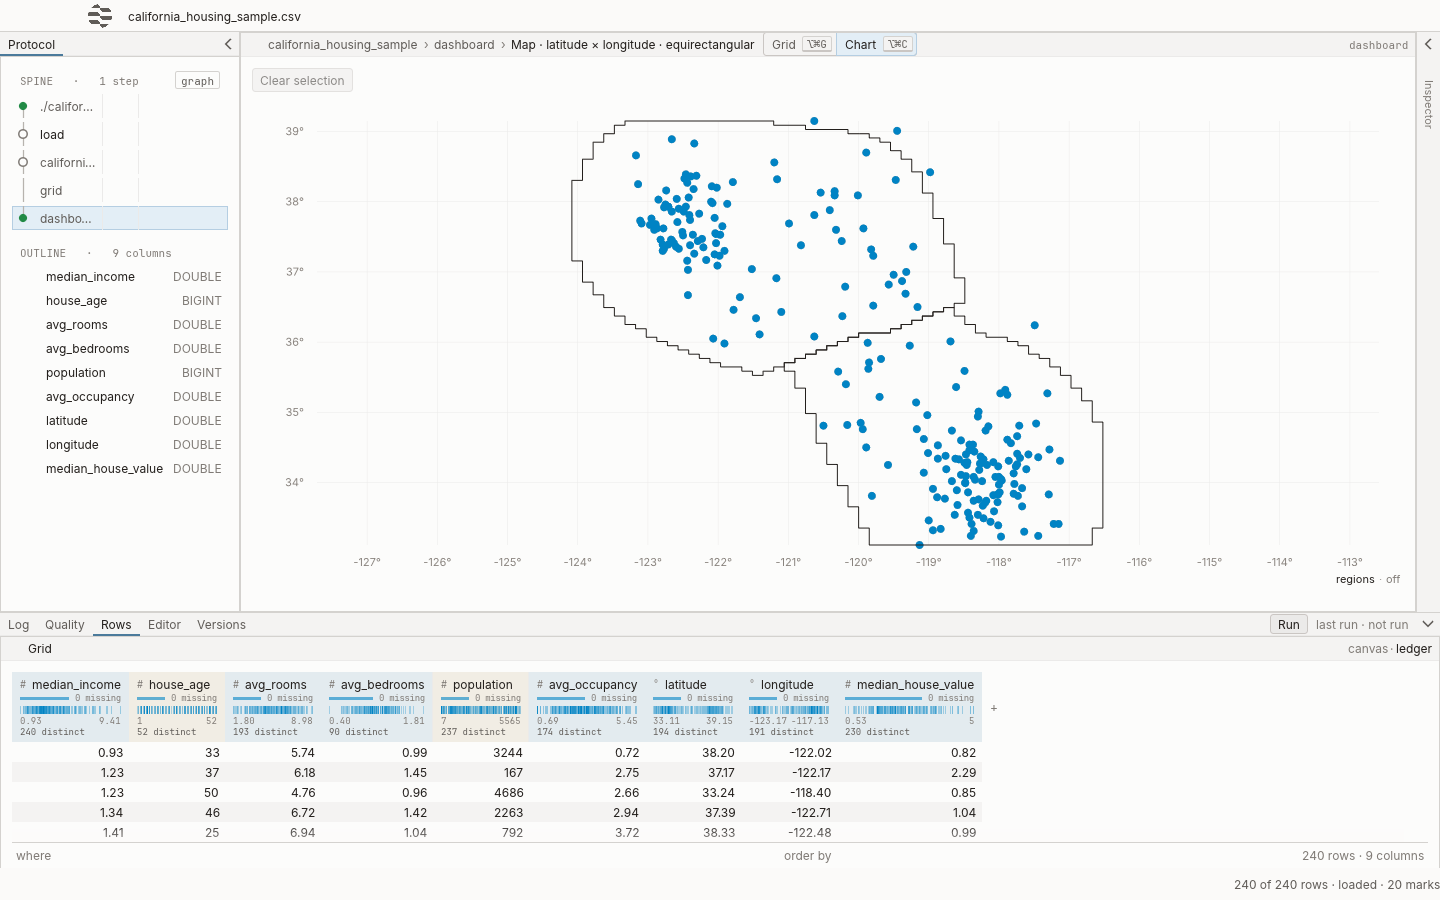 california_housing_sample.csv
Protocol
california_housing_sample › dashboard › Map · latitude × longitude · equirectangular
Grid ⌥⌘G Chart ⌥⌘C
dashboard
SPINE · 1 step graph
./califor...
load
californi...
grid
dashbo...
OUTLINE · 9 columns
median_income DOUBLE
house_age BIGINT
avg_rooms DOUBLE
avg_bedrooms DOUBLE
population BIGINT
avg_occupancy DOUBLE
latitude DOUBLE
longitude DOUBLE
median_house_value DOUBLE
Clear selection
39°
38°
37°
36°
35°
34°
-127° -126° -125° -124° -123° -122° -121° -120° -119° -118° -117° -116° -115° -114° -113°
regions · off
Inspector
Log Quality Rows Editor Versions
Run last run · not run
Grid
canvas · ledger
# median_income # house_age # avg_rooms # avg_bedrooms # population # avg_occupancy ° latitude ° longitude # median_house_value
0 missing 0 missing 0 missing 0 missing 0 missing 0 missing 0 missing 0 missing 0 missing
0.93 9.41 1 52 1.80 8.98 0.40 1.81 7 5565 0.69 5.45 33.11 39.15 -123.17 -117.13 0.53 5
240 distinct 52 distinct 193 distinct 90 distinct 237 distinct 174 distinct 194 distinct 191 distinct 230 distinct
+
0.93 33 5.74 0.99 3244 0.72 38.20 -122.02 0.82
1.23 37 6.18 1.45 167 2.75 37.17 -122.17 2.29
1.23 50 4.76 0.96 4686 2.66 33.24 -118.40 0.85
1.34 46 6.72 1.42 2263 2.94 37.39 -122.71 1.04
1.41 25 6.94 1.04 792 3.72 38.33 -122.48 0.99
where order by 240 rows · 9 columns
240 of 240 rows · loaded · 20 marks